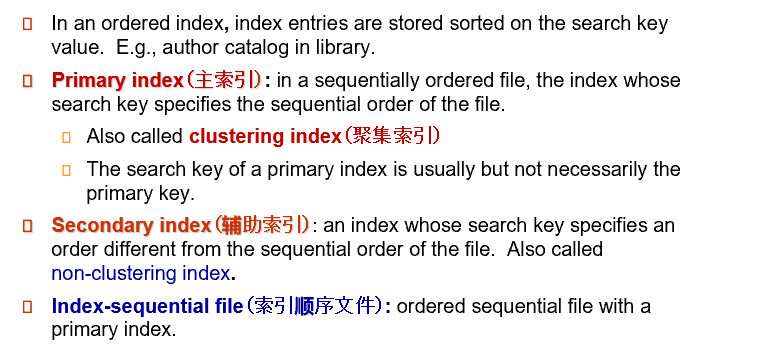 In an ordered index, index entries are stored sorted on the search key
value. E.g., author catalog in library.
Primary index(主索引): in a sequentially ordered file, the index whose
search key specifies the sequential order of the file.
Also called clustering index(聚集索引)
The search key of a primary index is usually but not necessarily the
primary key.
Secondary index(辅助索引): an index whose search key specifies an
order different from the sequential order of the file. Also called
non-clustering index.
Index-sequential file(索引顺序文件): ordered sequential file with a
primary index.